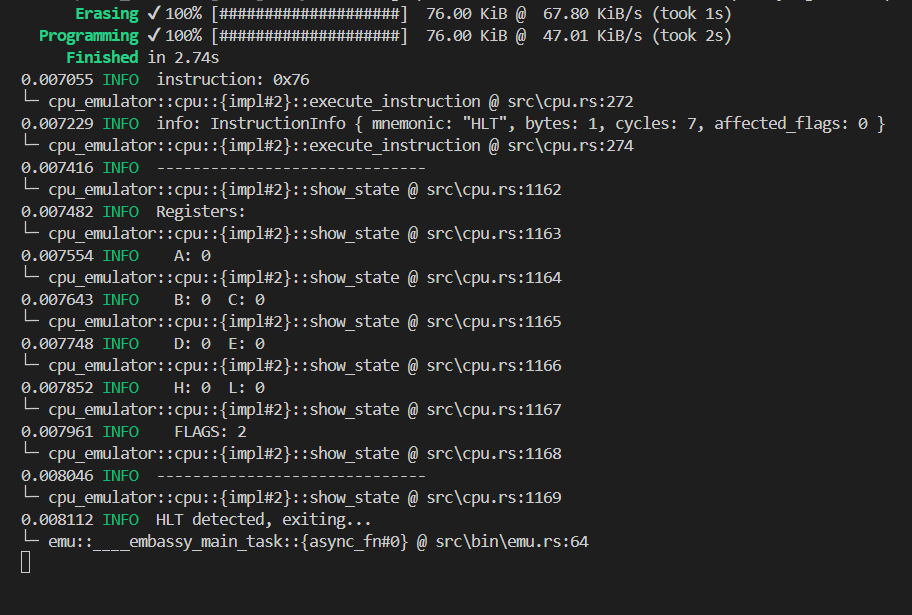 Erasing ✔ 100% [####################]  76.00 KiB @  67.80 KiB/s (took 1s)
Programming ✔ 100% [####################]  76.00 KiB @  47.01 KiB/s (took 2s)
Finished in 2.74s
0.007055 INFO  instruction: 0x76
└─ cpu_emulator::cpu::{impl#2}::execute_instruction @ src\cpu.rs:272
0.007229 INFO  info: InstructionInfo { mnemonic: "HLT", bytes: 1, cycles: 7, affected_flags: 0 }
└─ cpu_emulator::cpu::{impl#2}::execute_instruction @ src\cpu.rs:274
0.007416 INFO  ------------------------------
└─ cpu_emulator::cpu::{impl#2}::show_state @ src\cpu.rs:1162
0.007482 INFO  Registers:
└─ cpu_emulator::cpu::{impl#2}::show_state @ src\cpu.rs:1163
0.007554 INFO    A: 0
└─ cpu_emulator::cpu::{impl#2}::show_state @ src\cpu.rs:1164
0.007643 INFO    B: 0  C: 0
└─ cpu_emulator::cpu::{impl#2}::show_state @ src\cpu.rs:1165
0.007748 INFO    D: 0  E: 0
└─ cpu_emulator::cpu::{impl#2}::show_state @ src\cpu.rs:1166
0.007852 INFO    H: 0  L: 0
└─ cpu_emulator::cpu::{impl#2}::show_state @ src\cpu.rs:1167
0.007961 INFO    FLAGS: 2
└─ cpu_emulator::cpu::{impl#2}::show_state @ src\cpu.rs:1168
0.008046 INFO  ------------------------------
└─ cpu_emulator::cpu::{impl#2}::show_state @ src\cpu.rs:1169
0.008112 INFO  HLT detected, exiting...
└─ emu::____embassy_main_task::{async_fn#0} @ src\bin\emu.rs:64